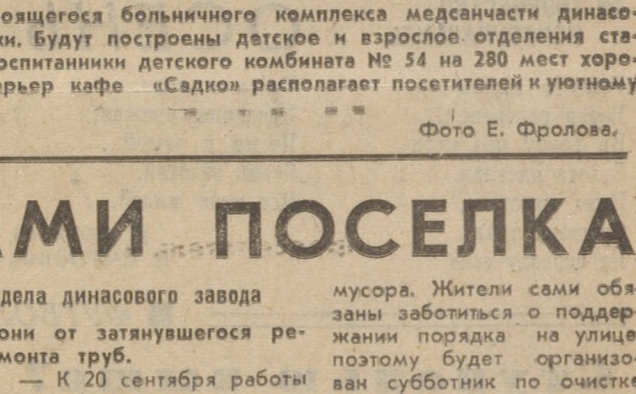 оящегося больничного комплекса медсанчасти динасо-
ки. Будут построены детское и взрослое отделения ста-
оспитанники детского комбината № 54 на 280 мест хоро-
ерьер кафе «Садко» располагает посетителей к уютному
Фото Е. Фролова.
АМИ ПОСЕЛКА
дела динасового завода
они от затянувшегося ре-
монта труб.
— К 20 сентября работы
мусора. Жители сами обя-
заны заботиться о поддер-
жании порядка на улице
поэтому будет организо-
ван субботник по очистке